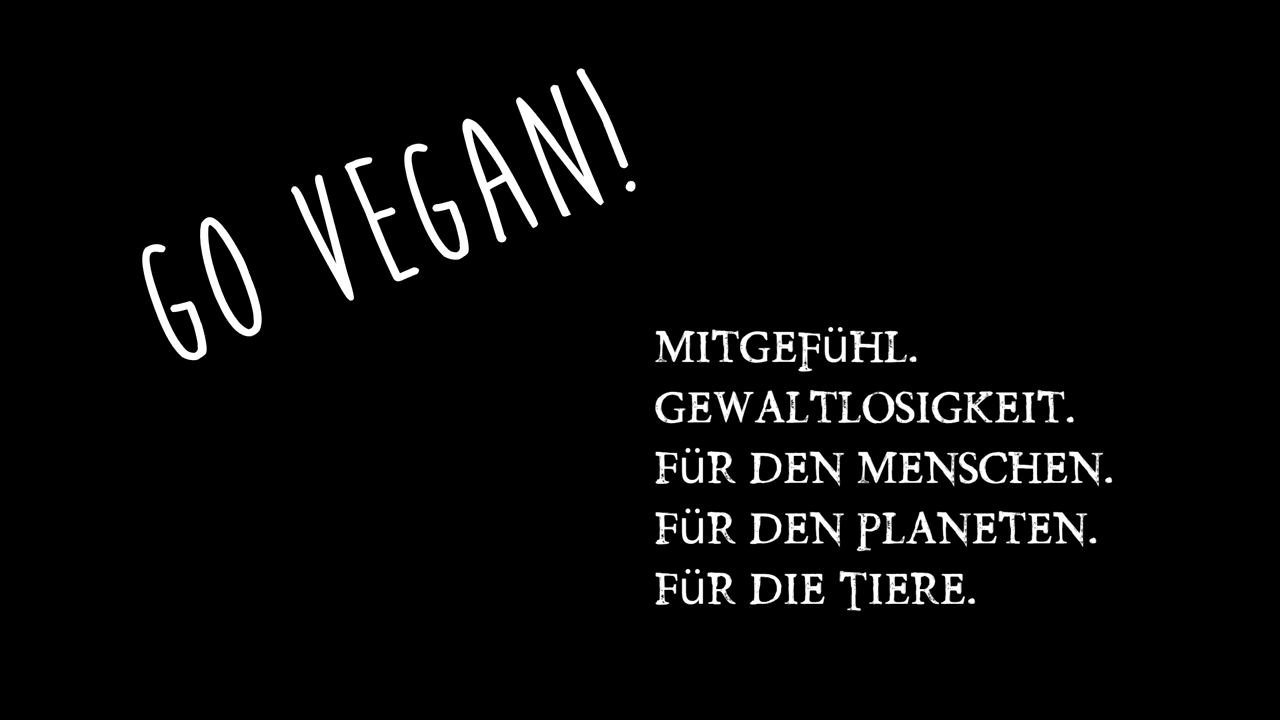 GO VEGAN!
MITGEFÜHL.
GEWALTLOSIGKEIT.
FÜR DEN MENSCHEN.
FÜR DEN PLANETEN.
FÜR DIE TIERE.